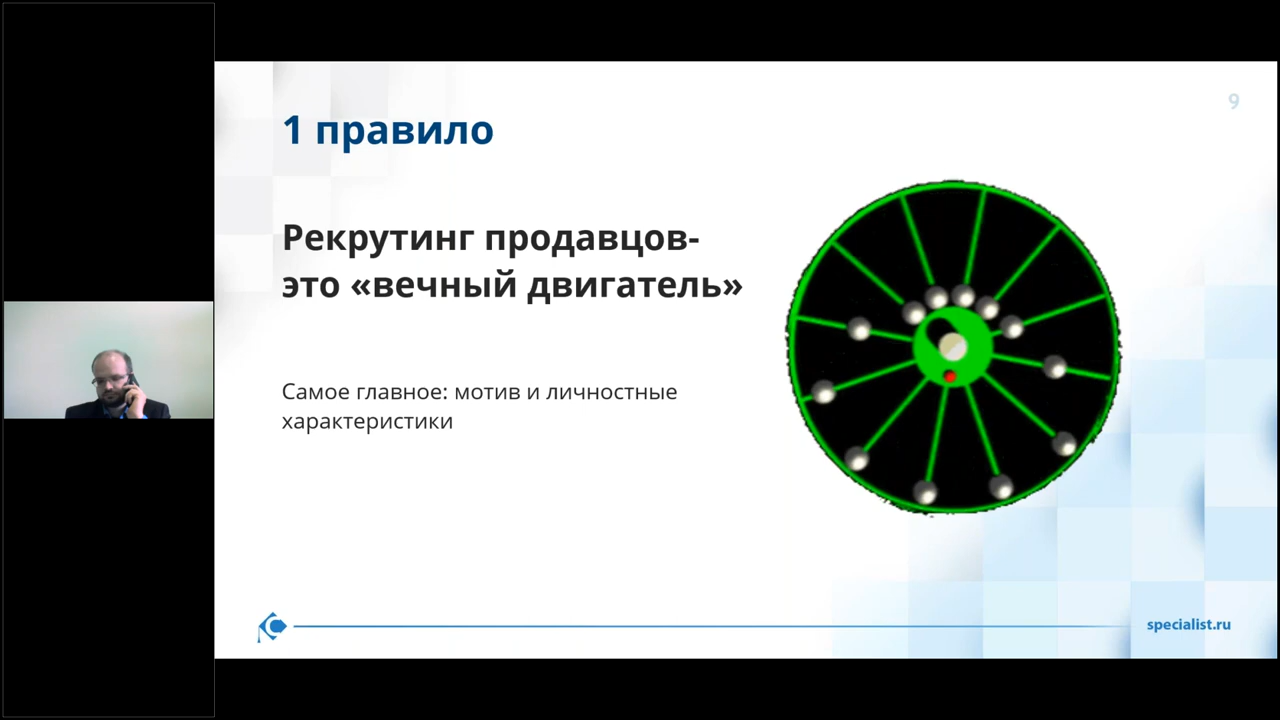 9
1 правило
Рекрутинг продавцов-
это «вечный двигатель»
Самое главное: мотив и личностные
характеристики
specialist.ru